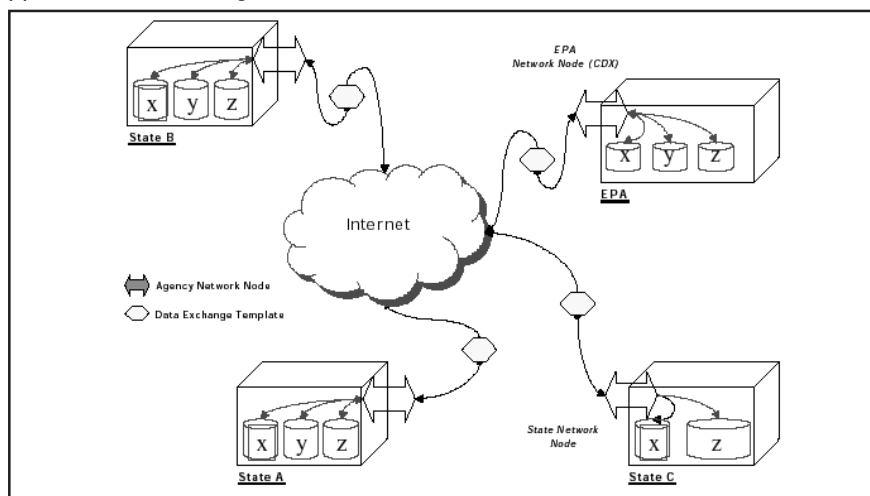 EPA
Network Node (CDX)
x y z
State B
x y z
EPA
Internet
Agency Network Node
Data Exchange Template
x y z
State A
State Network
Node
x z
State C